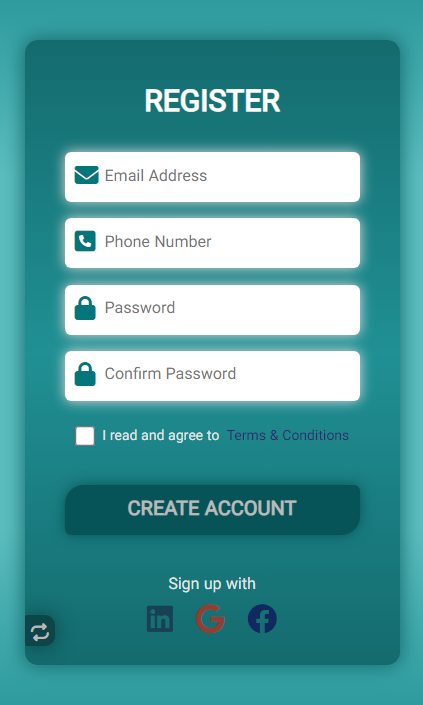 REGISTER
Email Address
Phone Number
Password
Confirm Password
I read and agree to Terms & Conditions
CREATE ACCOUNT
Sign up with